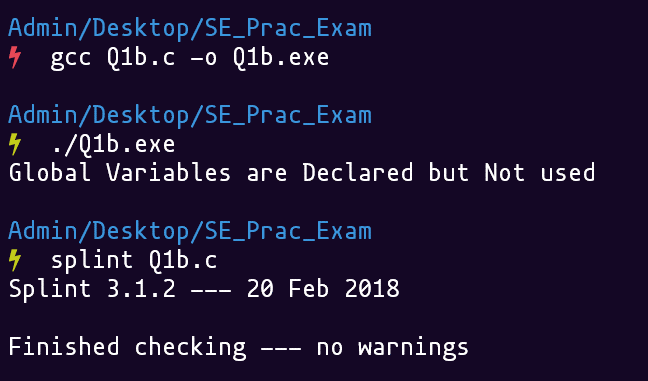 Admin/Desktop/SE_Prac_Exam
⚡ gcc Q1b.c -o Q1b.exe
Admin/Desktop/SE_Prac_Exam
⚡ ./Q1b.exe
Global Variables are Declared but Not used
Admin/Desktop/SE_Prac_Exam
⚡ splint Q1b.c
Splint 3.1.2 --- 20 Feb 2018
Finished checking --- no warnings